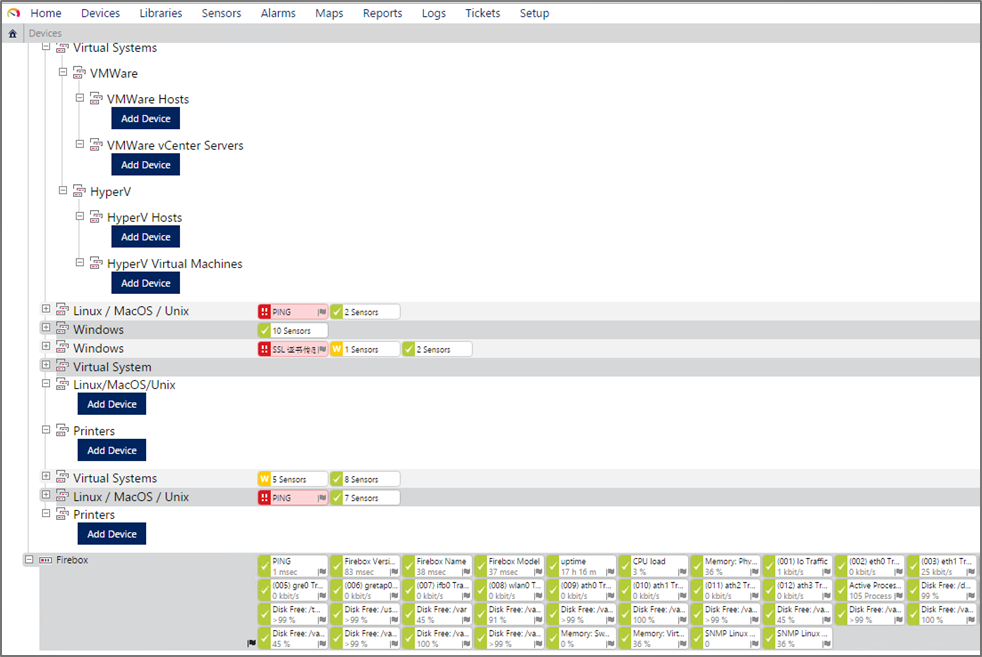 Home Devices Libraries Sensors Alarms Maps Reports Logs Tickets Setup
Devices
Virtual Systems
VMWare
VMWare Hosts
Add Device
VMWare vCenter Servers
Add Device
HyperV
HyperV Hosts
Add Device
HyperV Virtual Machines
Add Device
Linux / MacOS / Unix !! PING 2 Sensors
Windows 10 Sensors
Windows !! SSL W 1 Sensors 2 Sensors
Virtual System
Linux/MacOS/Unix
Add Device
Printers
Add Device
Virtual Systems W 5 Sensors 8 Sensors
Linux / MacOS / Unix !! PING 7 Sensors
Printers
Add Device
Firebox
PING Firebox Versi... Firebox Name Firebox Model uptime CPU load Memory: Phy... (001) lo Traffic (002) eth0 Tr... (003) eth1 Tr...
1 msec 83 msec 38 msec 37 msec 17 h 16 m 3 % 36 % 1 kbit/s 0 kbit/s 25 kbit/s
(005) gre0 Tr... (006) gretap0... (007) ifb0 Tra... (008) wlan0 T... (009) ath0 Tr... (010) ath1 Tr... (011) ath2 Tr... (012) ath3 Tr... Active Proces... Disk Free: /d...
0 kbit/s 0 kbit/s 0 kbit/s 0 kbit/s 0 kbit/s 0 kbit/s 0 kbit/s 0 kbit/s 105 Process 99 %
Disk Free: /t... Disk Free: /us... Disk Free: /var Disk Free: /va... Disk Free: /va... Disk Free: /va... Disk Free: /va... Disk Free: /va... Disk Free: /va... Disk Free: /va...
>99 % >99 % 45 % 91 % >99 % 100 % >99 % 45 % >99 % 100 %
Disk Free: /va... Disk Free: /va... Disk Free: /va... Disk Free: /va... Memory: Sw... Memory: Virt... SNMP Linux ... SNMP Linux ...
45 % >99 % 100 % >99 % 0 % 36 % 0 36 %